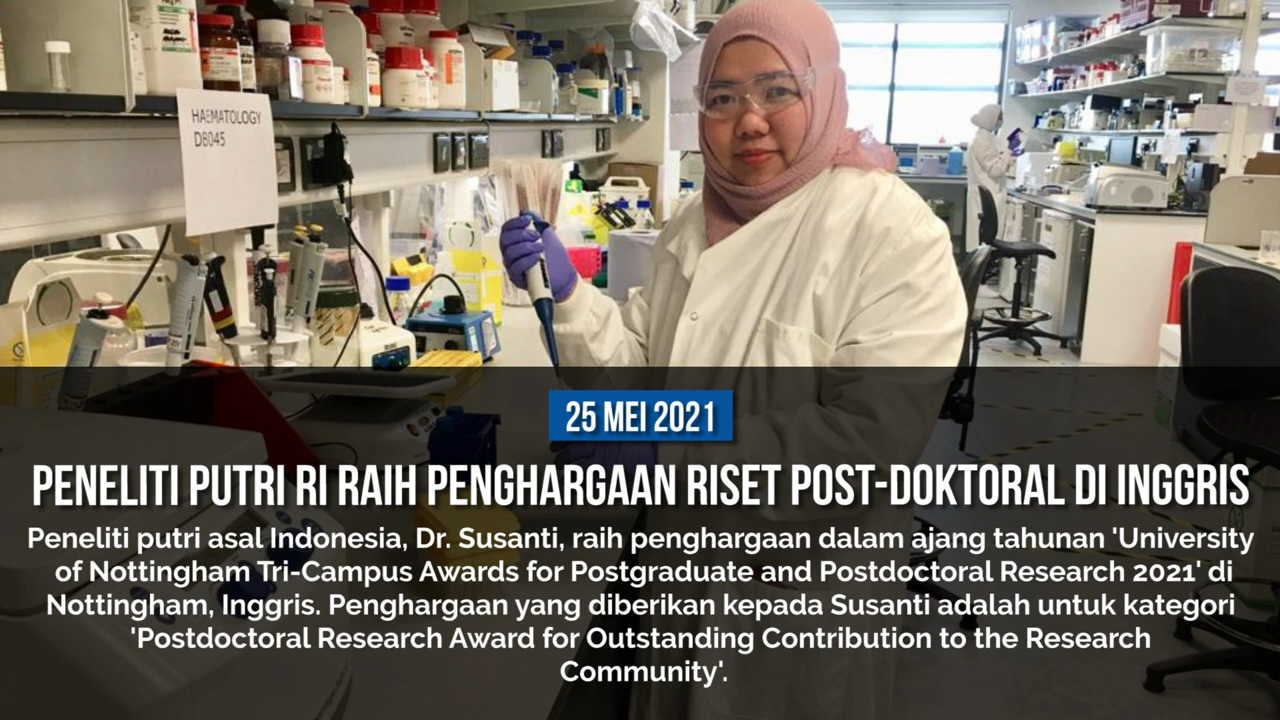 HAEMATOLOGY
DB045
25 MEI 2021
PENELITI PUTRI RI RAIH PENGHARGAAN RISET POST-DOKTORAL DI INGGRIS
Peneliti putri asal Indonesia, Dr. Susanti, raih penghargaan dalam ajang tahunan 'University
of Nottingham Tri-Campus Awards for Postgraduate and Postdoctoral Research 2021' di
Nottingham, Inggris. Penghargaan yang diberikan kepada Susanti adalah untuk kategori
'Postdoctoral Research Award for Outstanding Contribution to the Research
Community'.